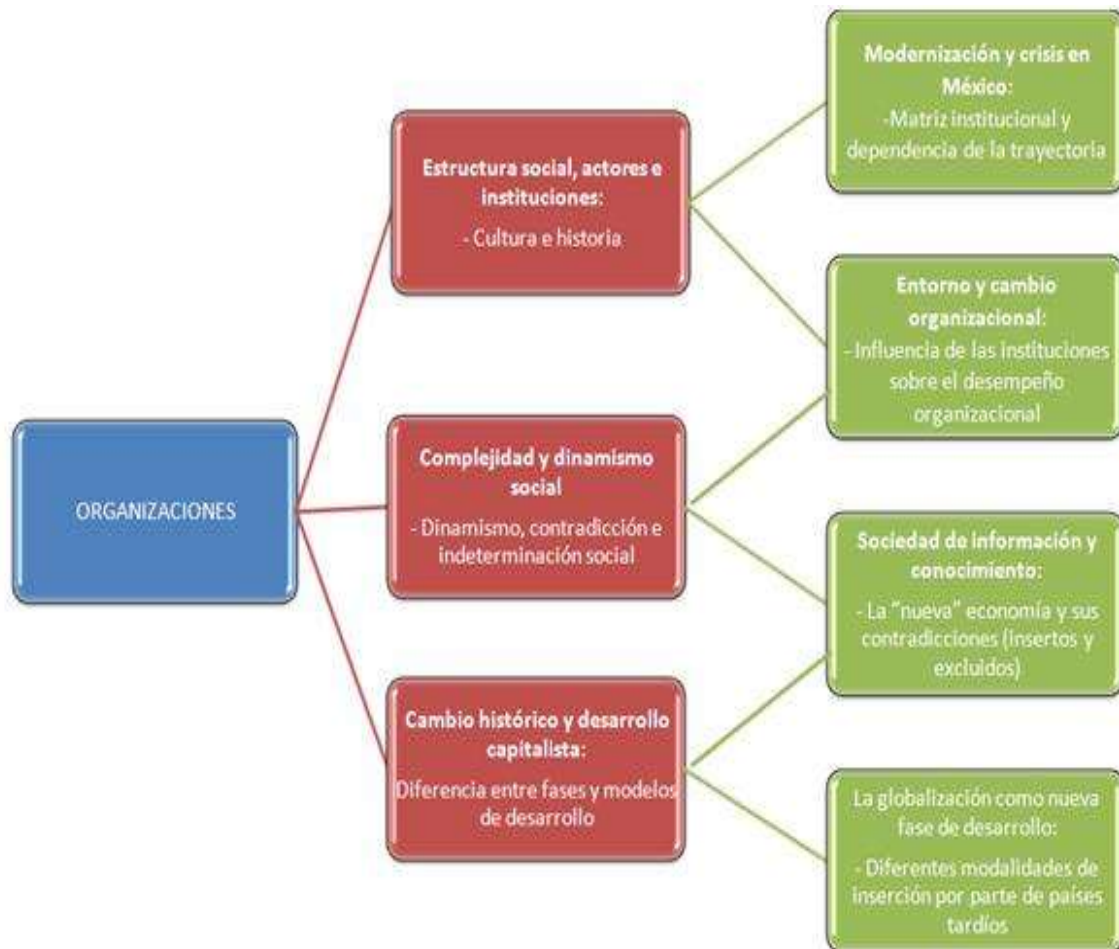 ORGANIZACIONES
Estructura social, actores e
instituciones:
- Cultura e historia
Complejidad y dinamismo
social
- Dinamismo, contradicción e
indeterminación social
Cambio histórico y desarrollo
capitalista:
Diferencia entre fases y modelos
de desarrollo
Modernización y crisis en
México:
-Matriz institucional y
dependencia de la trayectoria
Entorno y cambio
organizacional:
- Influencia de las instituciones
sobre el desempeño
organizacional
Sociedad de información y
conocimiento:
- La "nueva" economía y sus
contradicciones (insertos y
excluidos)
La globalización como nueva
fase de desarrollo:
- Diferentes modalidades de
inserción por parte de países
tardíos